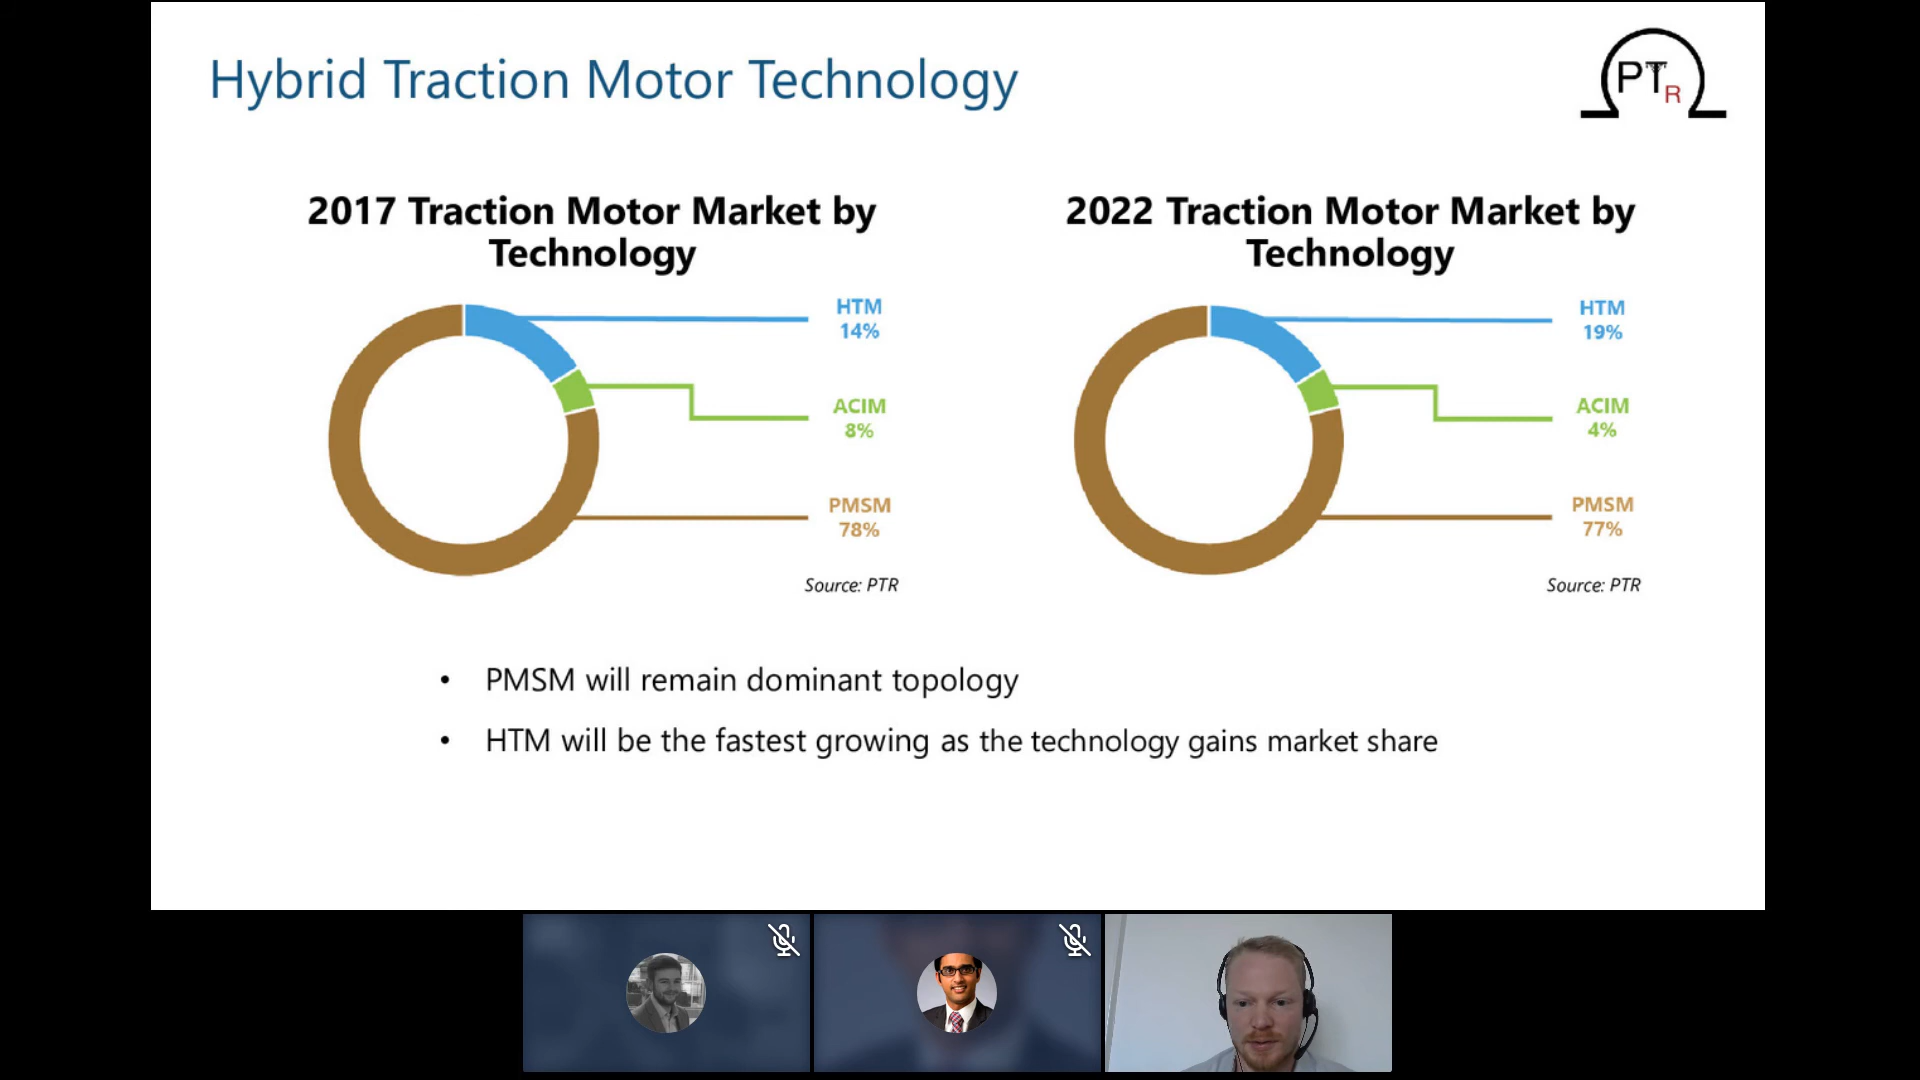 Hybrid Traction Motor Technology
PTR
2017 Traction Motor Market by
Technology
HTM
14%
ACIM
8%
PMSM
78%
Source: PTR
2022 Traction Motor Market by
Technology
HTM
19%
ACIM
4%
PMSM
77%
Source: PTR
• PMSM will remain dominant topology
• HTM will be the fastest growing as the technology gains market share